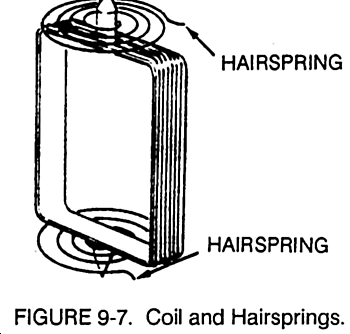 HAIRSPRING
HAIRSPRING
FIGURE 9-7. Coil and Hairsprings.